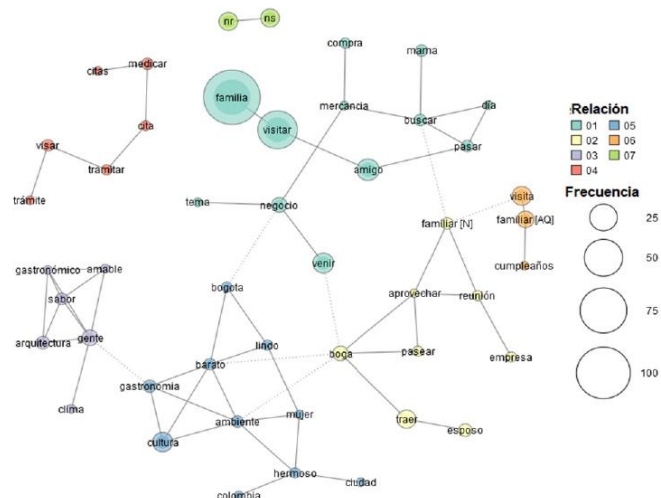 nr
ns
compra
mama
citas
medicar
familia
mercancia
buscar
dia
visitar
cita
pasar
visar
tràmitar
amigo
trámite
tema
negocio
visita
familiar [N]
familiar [AQ]
venir
cumpleaños
gastronómico
amable
sabor
bogota
aprovechar
reunión
arquitectura
gente
lindo
boga
pasear
empresa
barato
gastronomia
clima
mujer
ambiente
traer
esposo
cultura
hermoso
ciudad
colombia
Relación
01
05
02
06
03
07
04
Frecuencia
25
50
75
100